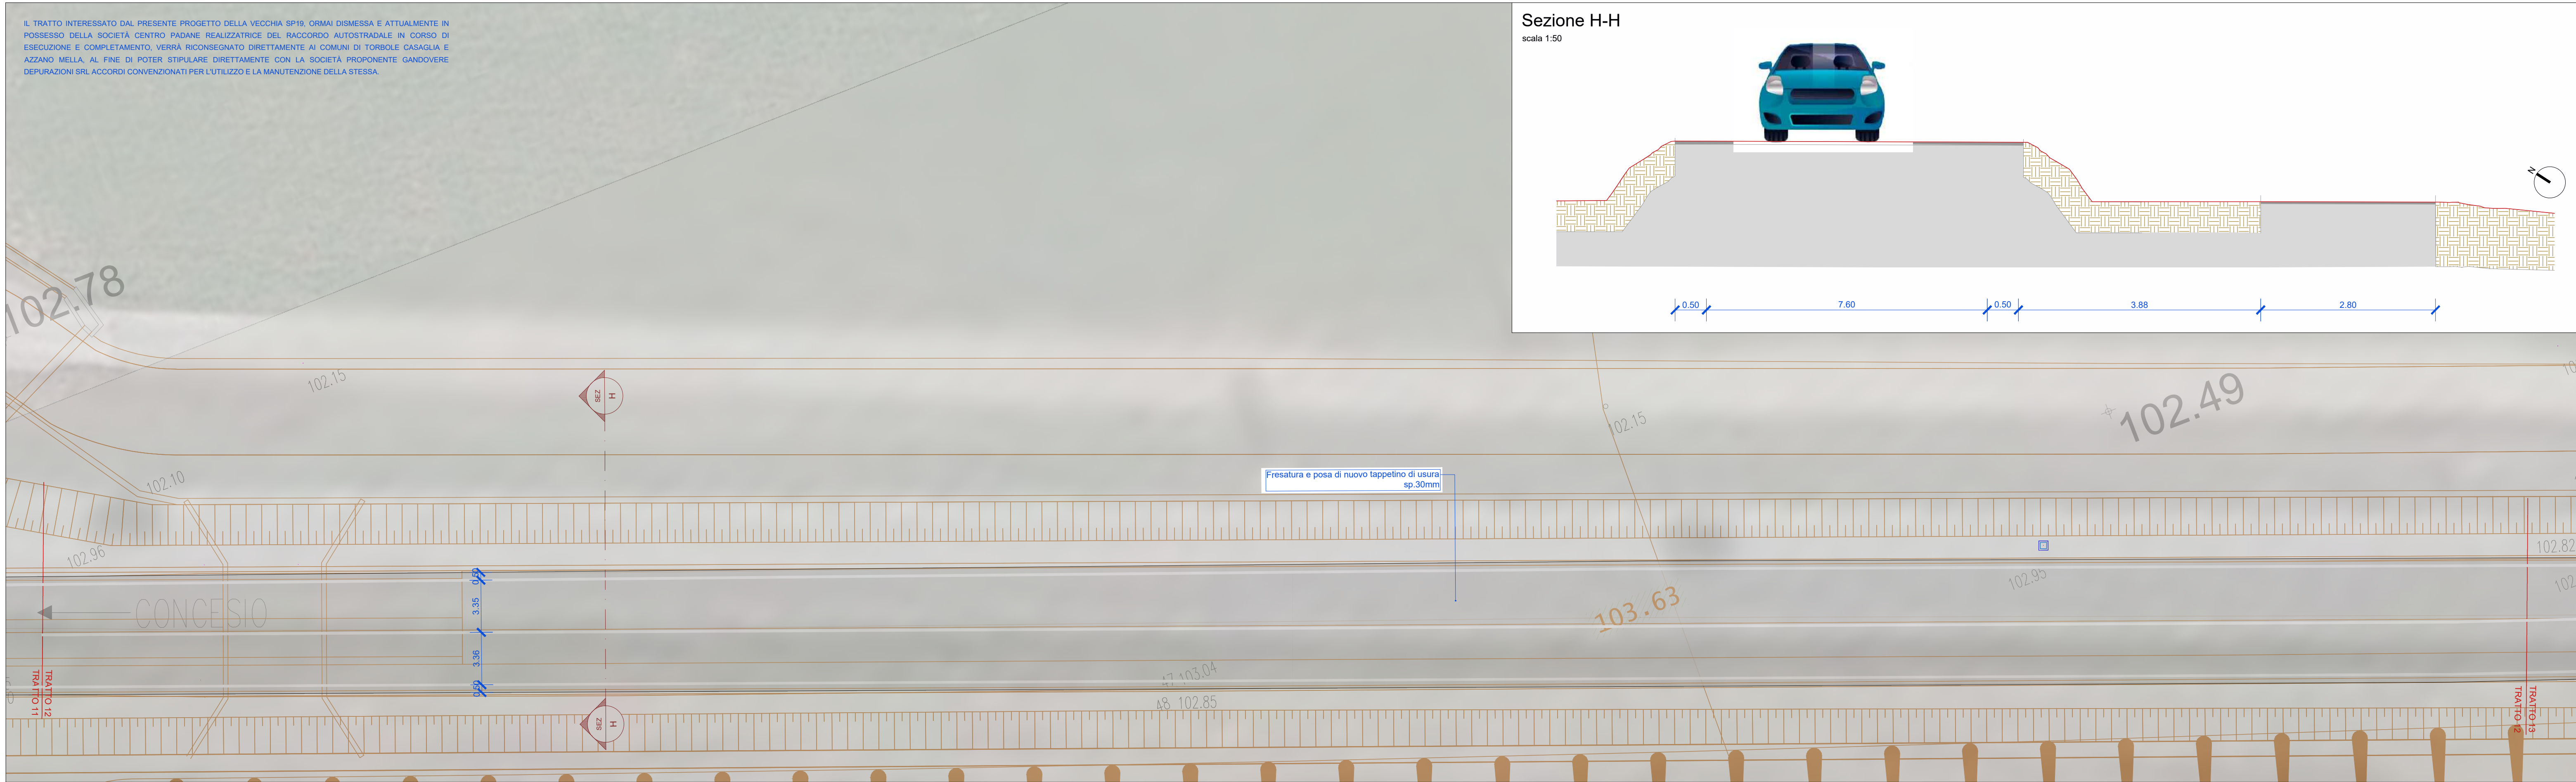 IL TRATTO INTERESSATO DAL PRESENTE PROGETTO DELLA VECCHIA SP19, ORMAI DISMESSA E ATTUALMENTE IN
POSSESSO DELLA SOCIETÀ CENTRO PADANE REALIZZATRICE DEL RACCORDO AUTOSTRADALE IN CORSO DI
ESECUZIONE E COMPLETAMENTO, VERRÀ RICONSEGNATO DIRETTAMENTE AI COMUNI DI TORBOLE CASAGLIA E
AZZANO MELLA, AL FINE DI POTER STIPULARE DIRETTAMENTE CON LA SOCIETÀ PROPONENTE GANDOVERE
DEPURAZIONI SRL ACCORDI CONVENZIONATI PER L'UTILIZZO E LA MANUTENZIONE DELLA STESSA.
Sezione H-H
scala 1:50
N
0.50 7.60 0.50 3.88 2.80
102.78
102.15
SEZ H
102.15
102.49
102.10
Fresatura e posa di nuovo tappetino di usura
sp.30mm
102.96
102.82
0.50
3.35
3.36
0.50
102.95
CONCESIO
103.63
47 103.04
48 102.85
TRATTO 11
TRATTO 12
SEZ H
TRATTO 12
TRATTO 13